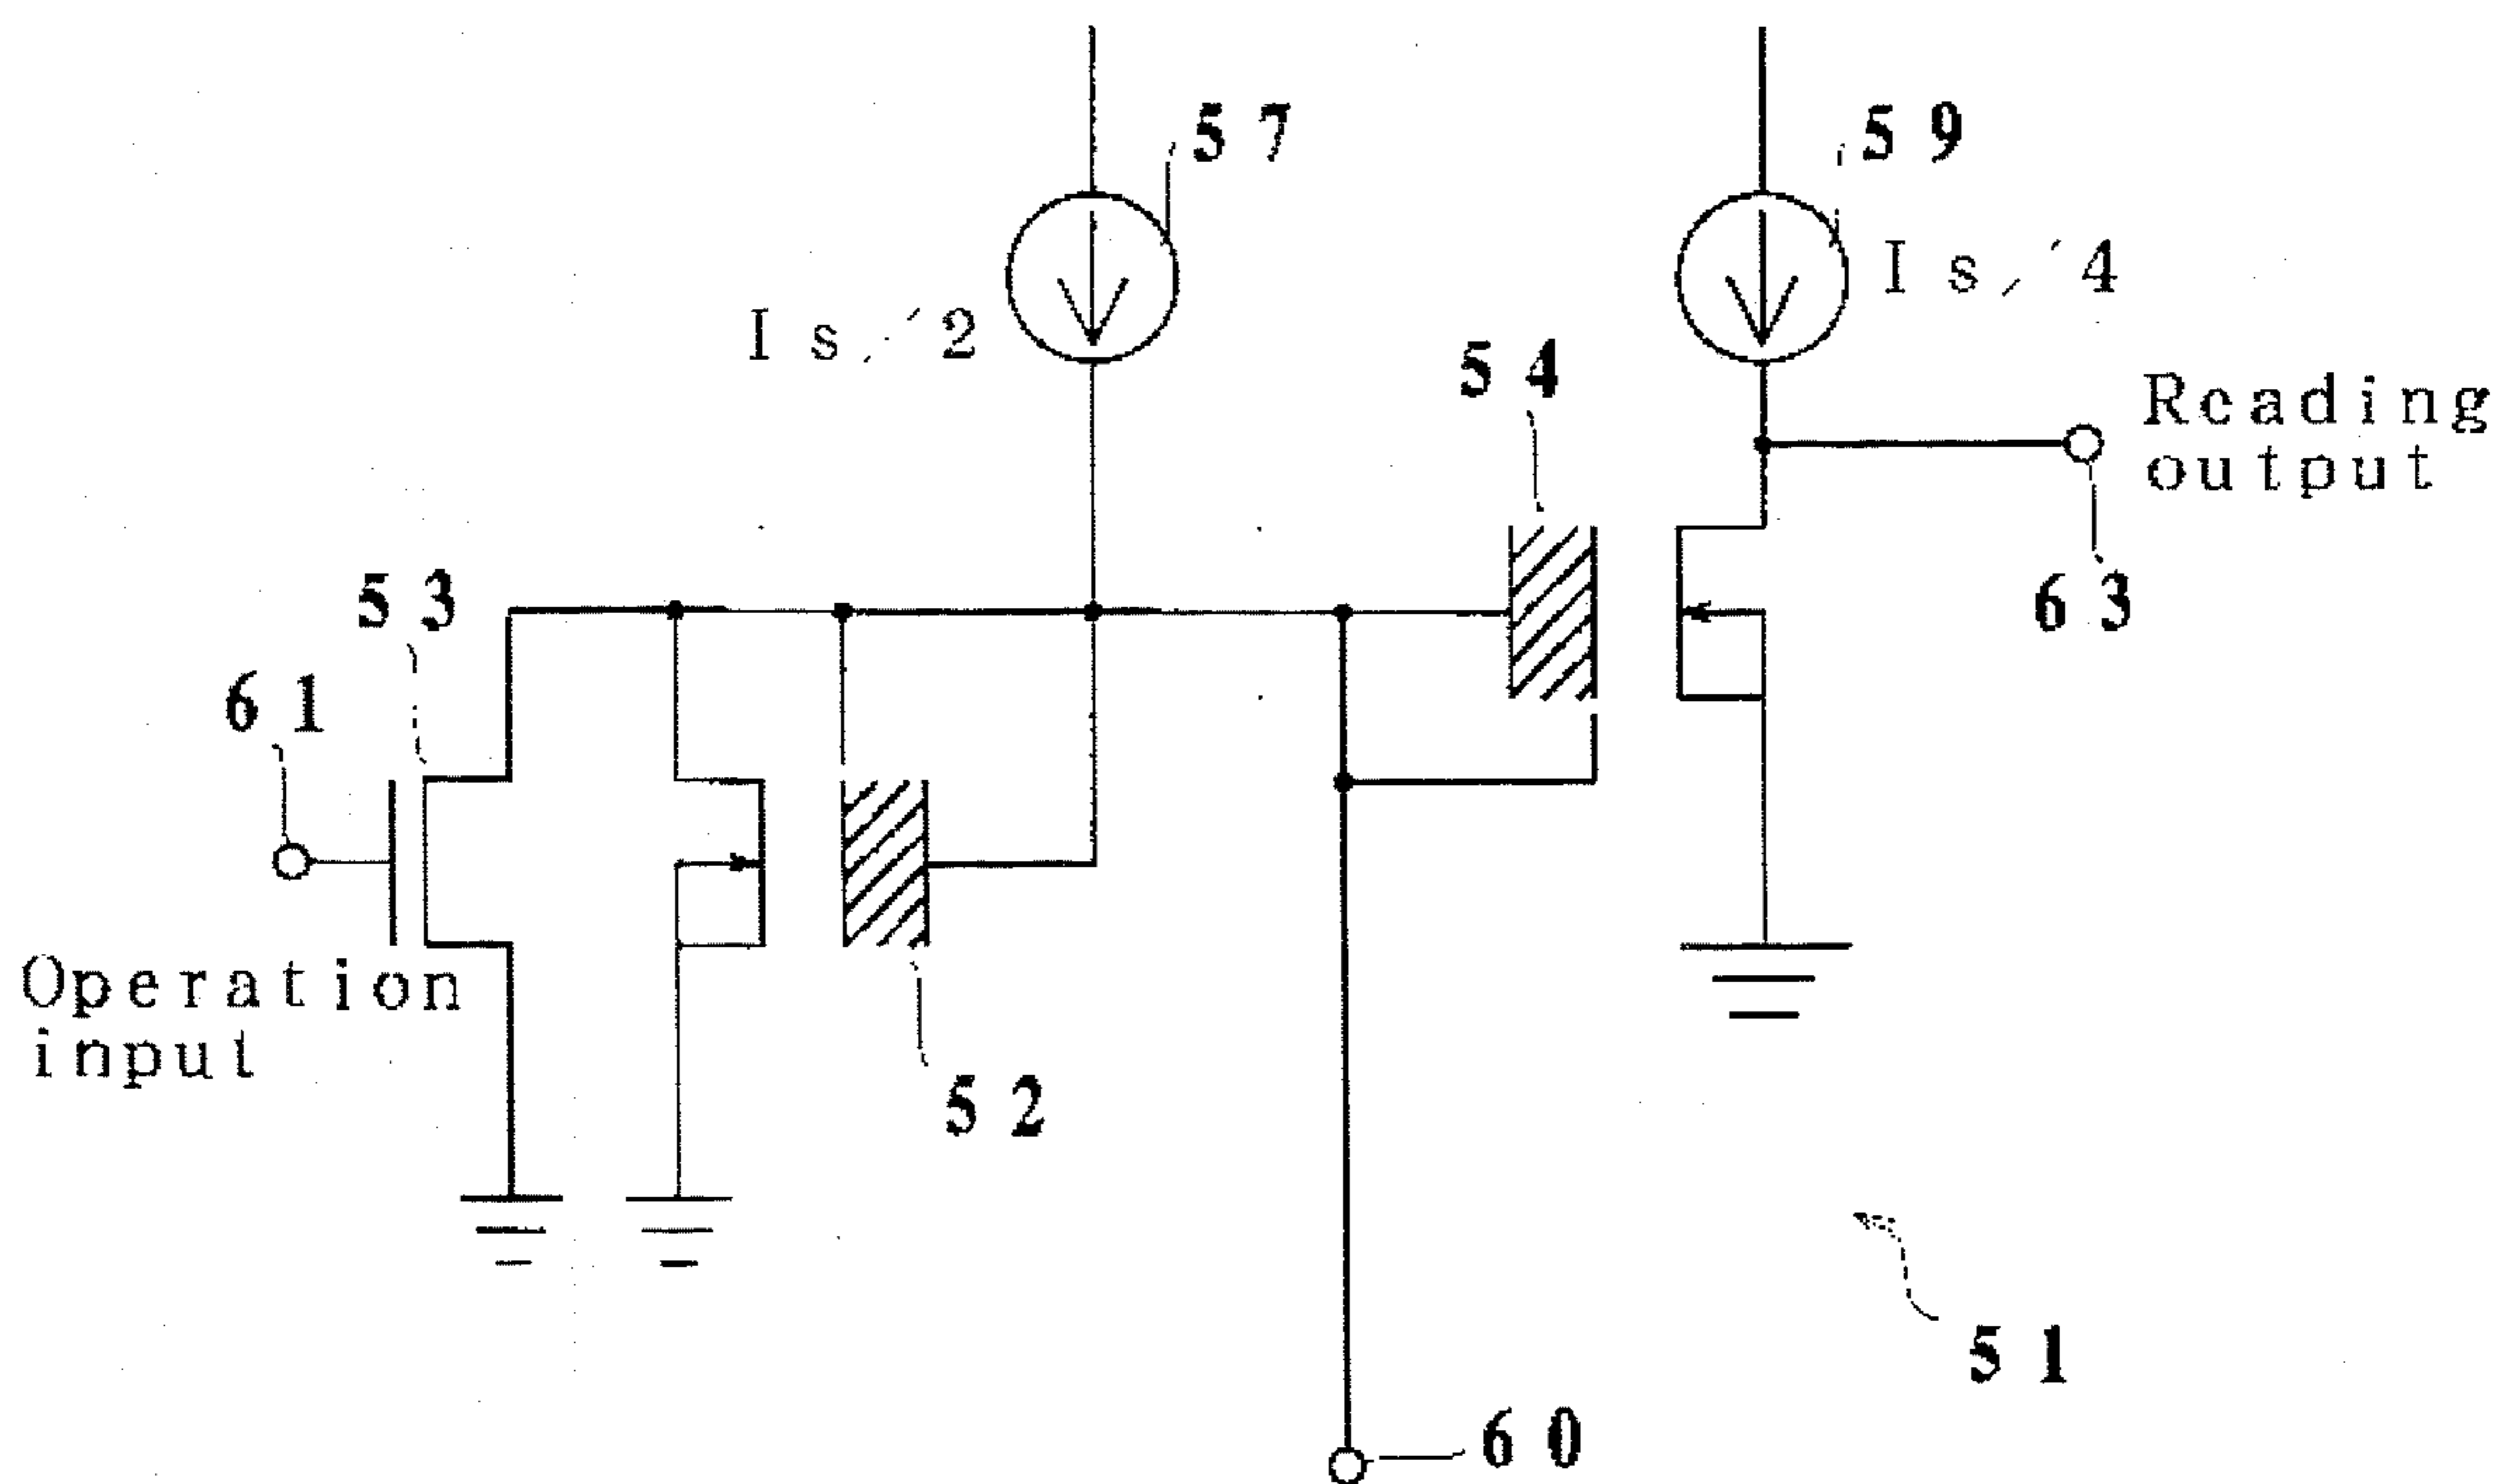 57
59
Is/2
Is/4
54
Reading
output
53
63
61
Operation
input
52
51
60